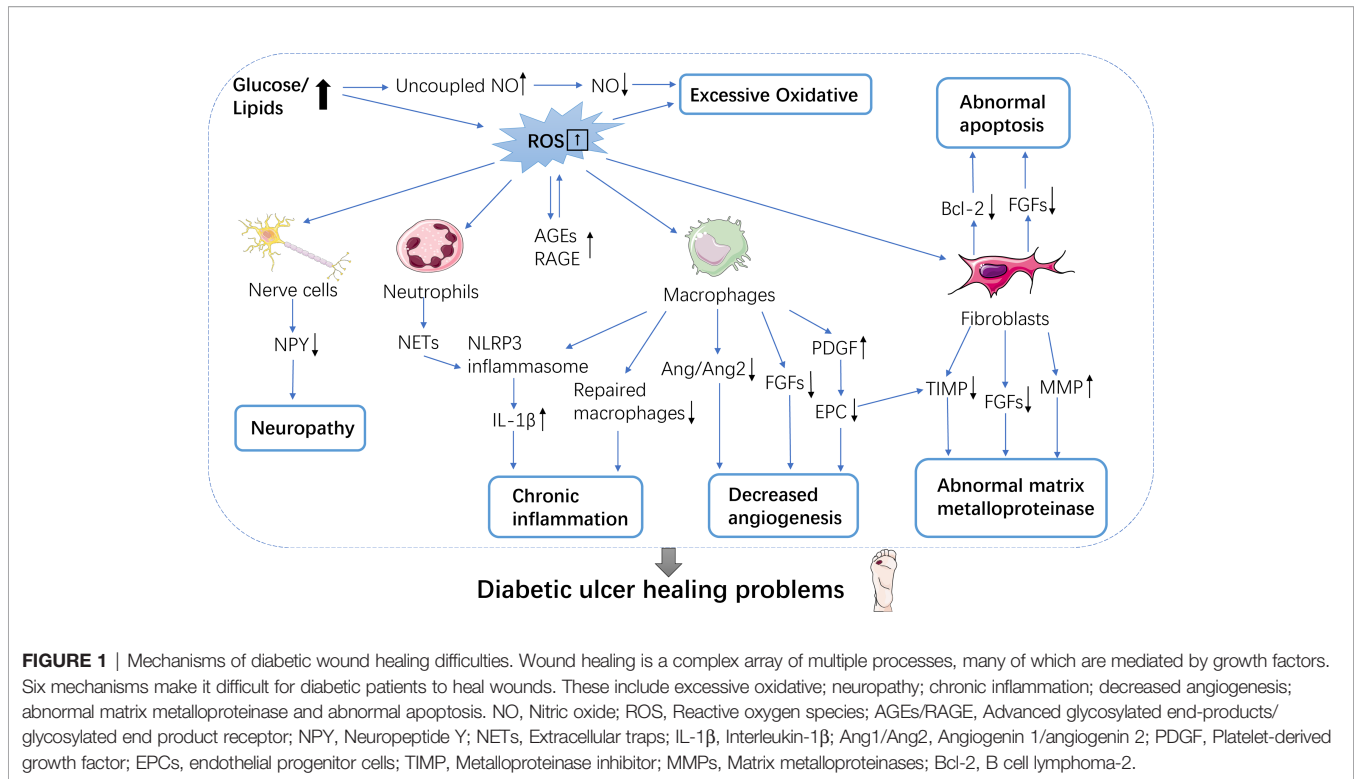 Glucose/
Lipids
Uncoupled NO
NO
Excessive Oxidative
Abnormal
apoptosis
ROS ↑
Bcl-2
FGFs
AGEs
RAGE
Nerve cells
Neutrophils
Macrophages
Fibroblasts
NPY
NETs
NLRP3
inflammasome
PDGF
Ang/Ang2
FGFs
Repaired
macrophages
TIMP
FGFs
MMP
EPC
IL-1β
Neuropathy
Chronic
inflammation
Decreased
angiogenesis
Abnormal matrix
metalloproteinase
Diabetic ulcer healing problems
FIGURE 1 | Mechanisms of diabetic wound healing difficulties. Wound healing is a complex array of multiple processes, many of which are mediated by growth factors.
Six mechanisms make it difficult for diabetic patients to heal wounds. These include excessive oxidative; neuropathy; chronic inflammation; decreased angiogenesis;
abnormal matrix metalloproteinase and abnormal apoptosis. NO, Nitric oxide; ROS, Reactive oxygen species; AGEs/RAGE, Advanced glycosylated end-products/
glycosylated end product receptor; NPY, Neuropeptide Y; NETs, Extracellular traps; IL-1β, Interleukin-1β; Ang1/Ang2, Angiogenin 1/angiogenin 2; PDGF, Platelet-derived
growth factor; EPCs, endothelial progenitor cells; TIMP, Metalloproteinase inhibitor; MMPs, Matrix metalloproteinases; Bcl-2, B cell lymphoma-2.